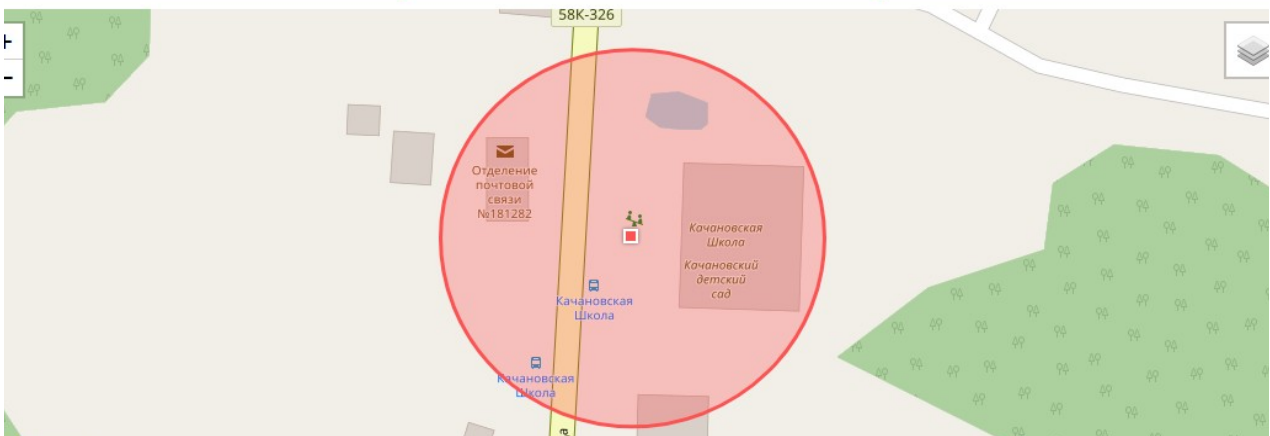 58К-326
+
−
Отделение
почтовой
связи
№181282
Качановская
Школа
Качановский
детский
сад
Качановская
Школа
Качановская
Школа